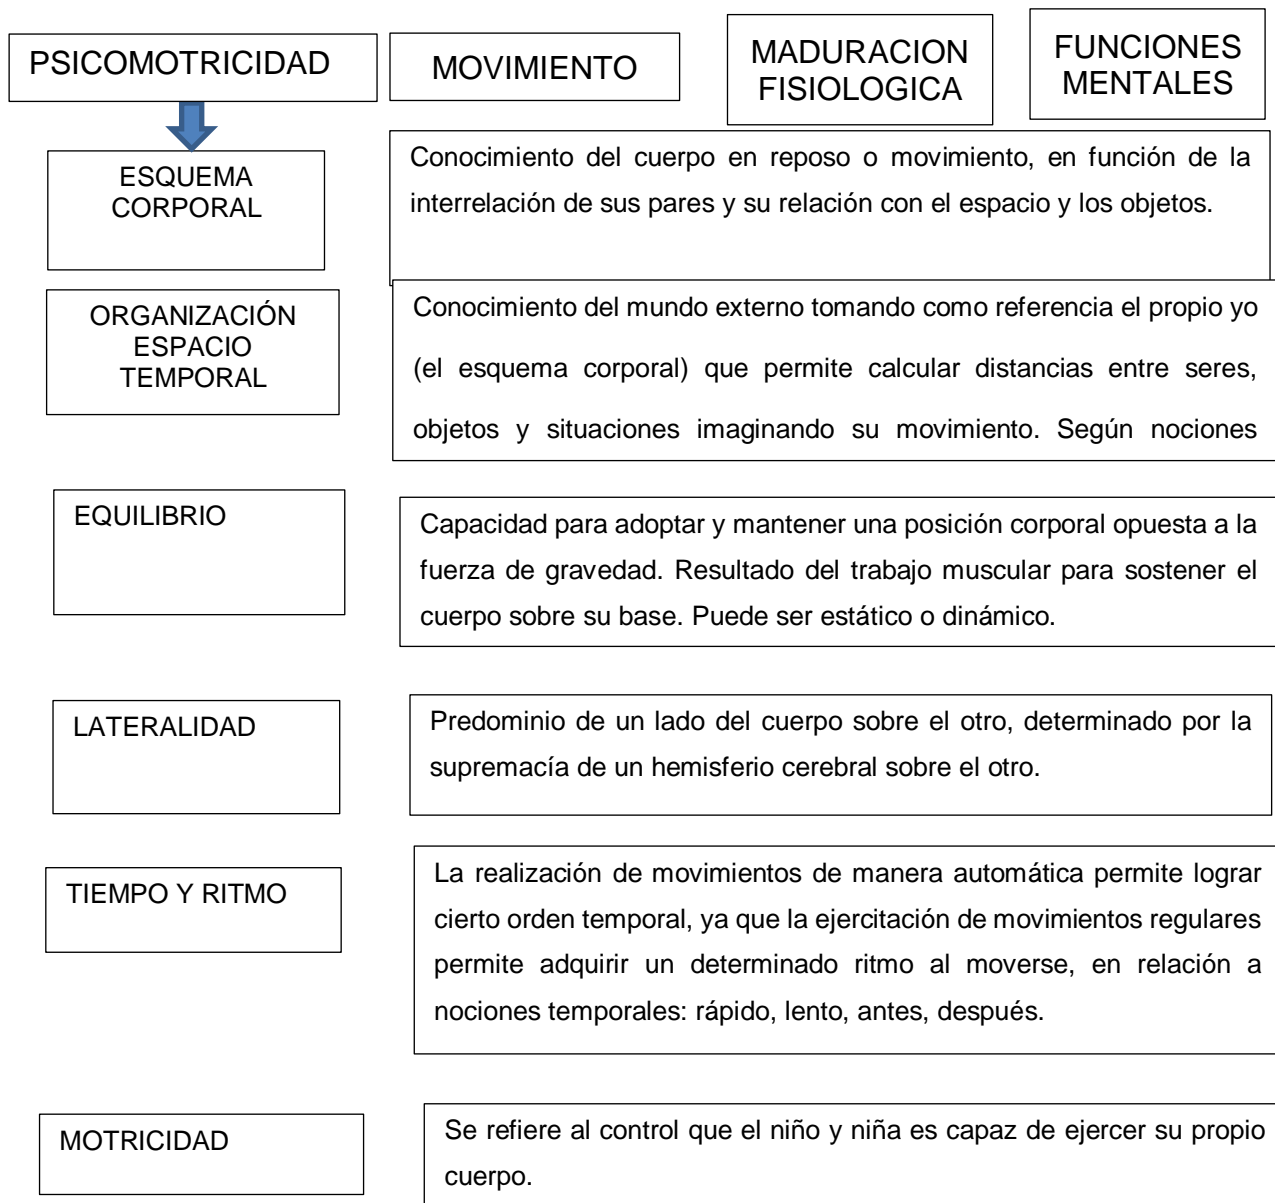 PSICOMOTRICIDAD
MOVIMIENTO
MADURACION
FISIOLOGICA
FUNCIONES
MENTALES
ESQUEMA
CORPORAL
Conocimiento del cuerpo en reposo o movimiento, en función de la
interrelación de sus pares y su relación con el espacio y los objetos.
ORGANIZACIÓN
ESPACIO
TEMPORAL
Conocimiento del mundo externo tomando como referencia el propio yo
(el esquema corporal) que permite calcular distancias entre seres,
objetos y situaciones imaginando su movimiento. Según nociones
EQUILIBRIO
Capacidad para adoptar y mantener una posición corporal opuesta a la
fuerza de gravedad. Resultado del trabajo muscular para sostener el
cuerpo sobre su base. Puede ser estático o dinámico.
LATERALIDAD
Predominio de un lado del cuerpo sobre el otro, determinado por la
supremacía de un hemisferio cerebral sobre el otro.
TIEMPO Y RITMO
La realización de movimientos de manera automática permite lograr
cierto orden temporal, ya que la ejercitación de movimientos regulares
permite adquirir un determinado ritmo al moverse, en relación a
nociones temporales: rápido, lento, antes, después.
MOTRICIDAD
Se refiere al control que el niño y niña es capaz de ejercer su propio
cuerpo.